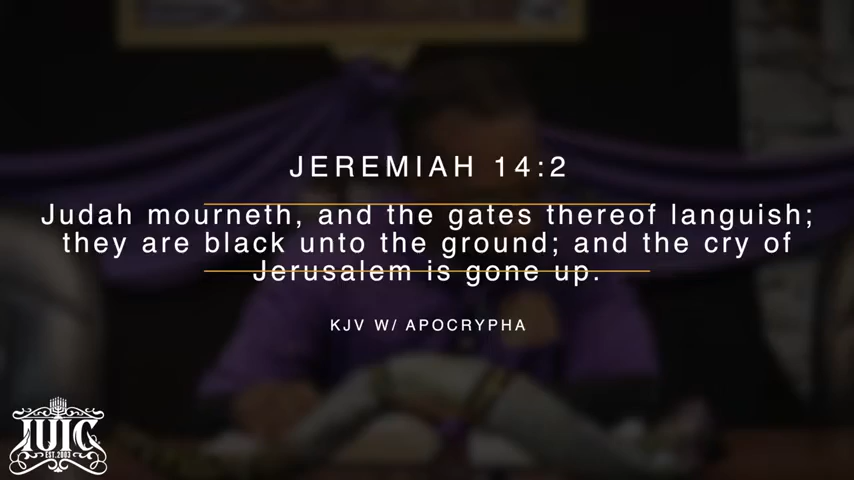 JEREMIAH 14:2
Judah mourneth, and the gates thereof languish;
they are black unto the ground; and the cry of
Jerusalem is gone up.
KJV W/ APOCRYPHA
IUIC
EST. 2003